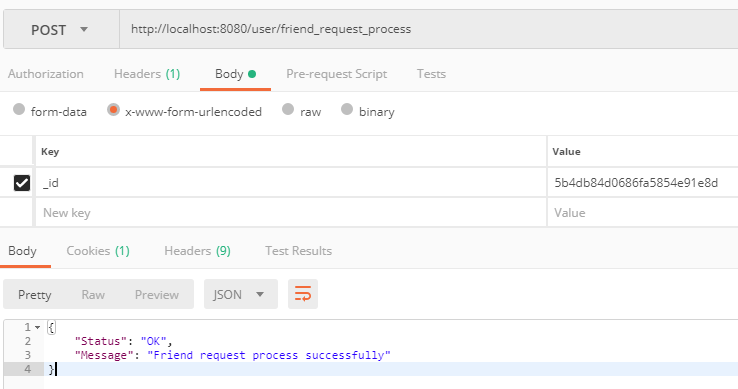 POST http://localhost:8080/user/friend_request_process
Authorization Headers (1) Body Pre-request Script Tests
form-data x-www-form-urlencoded raw binary
Key Value
_id 5b4db84d0686fa5854e91e8d
New key Value
Body Cookies (1) Headers (9) Test Results
Pretty Raw Preview JSON
1 {
2 "Status": "OK",
3 "Message": "Friend request process successfully"
4 }